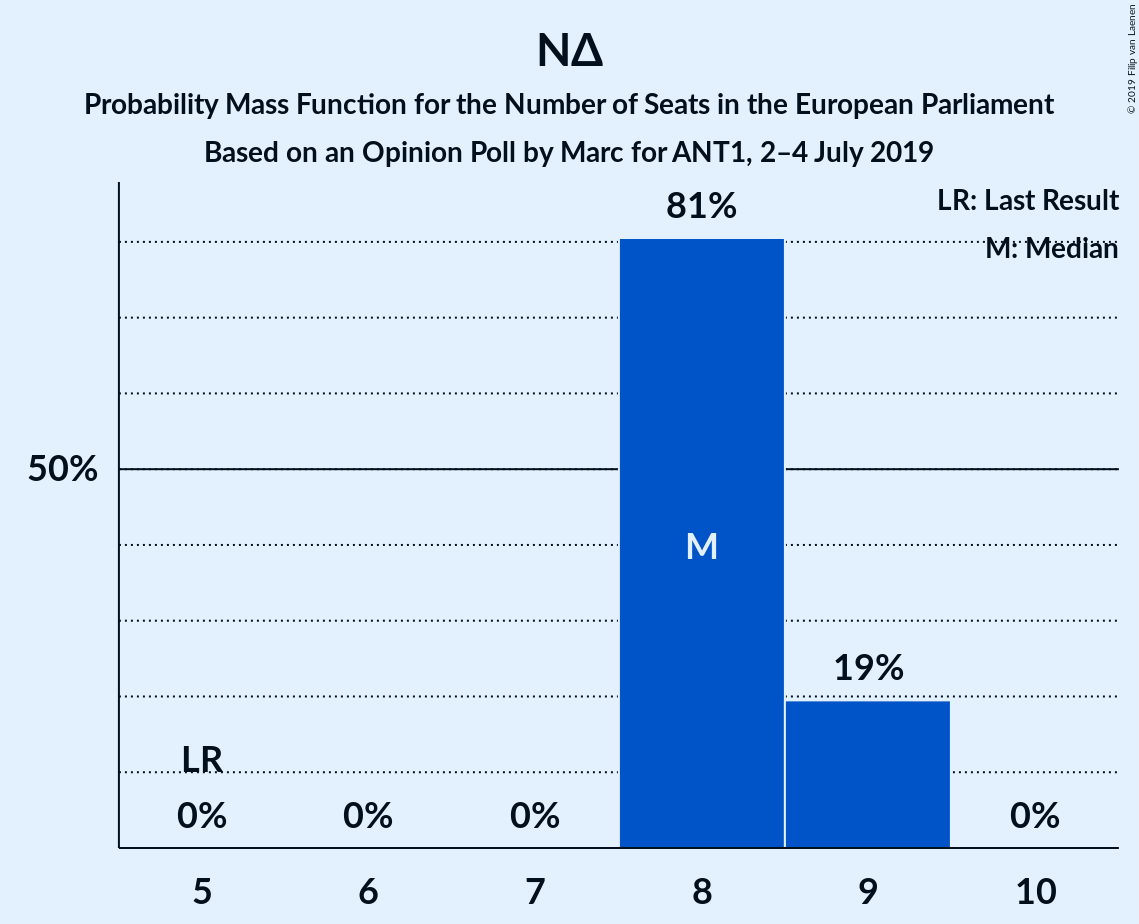 ΝΔ
Probability Mass Function for the Number of Seats in the European Parliament
Based on an Opinion Poll by Marc for ANT1, 2–4 July 2019
© 2019 Filip van Laenen
LR: Last Result
M: Median
81%
50%
M
19%
LR
0%
0%
0%
0%
5
6
7
8
9
10